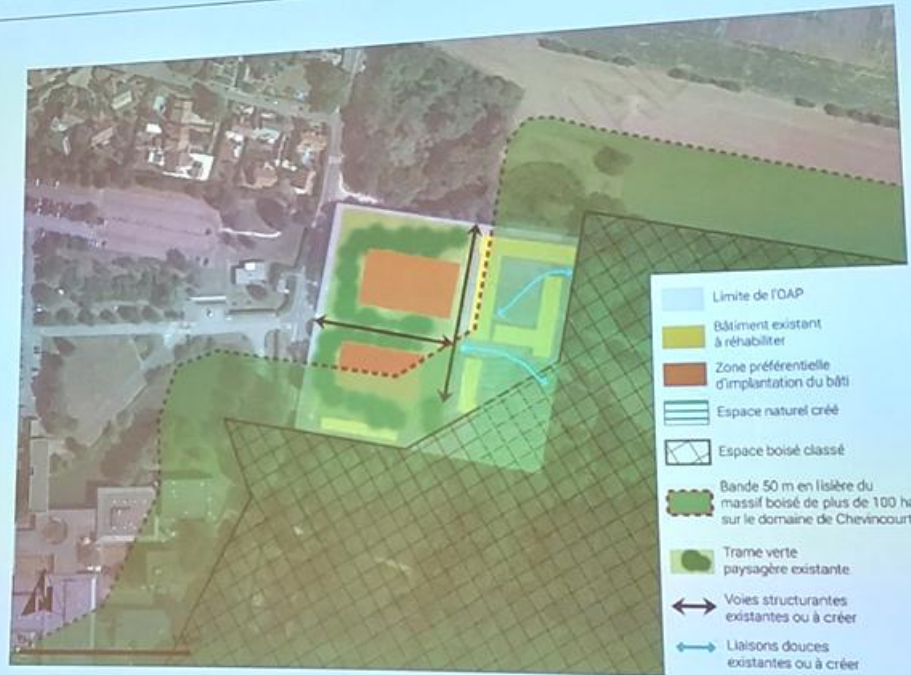 Limite de l'OAP
Bâtiment existant
à réhabiliter
Zone préférentielle
d'implantation du bâti
Espace naturel créé
Espace boisé classé
Bande 50 m en lisière du
massif boisé de plus de 100 ha
sur le domaine de Chevincourt
Trame verte
paysagère existante
Voies structurantes
existantes ou à créer
Liaisons douces
existantes ou à créer